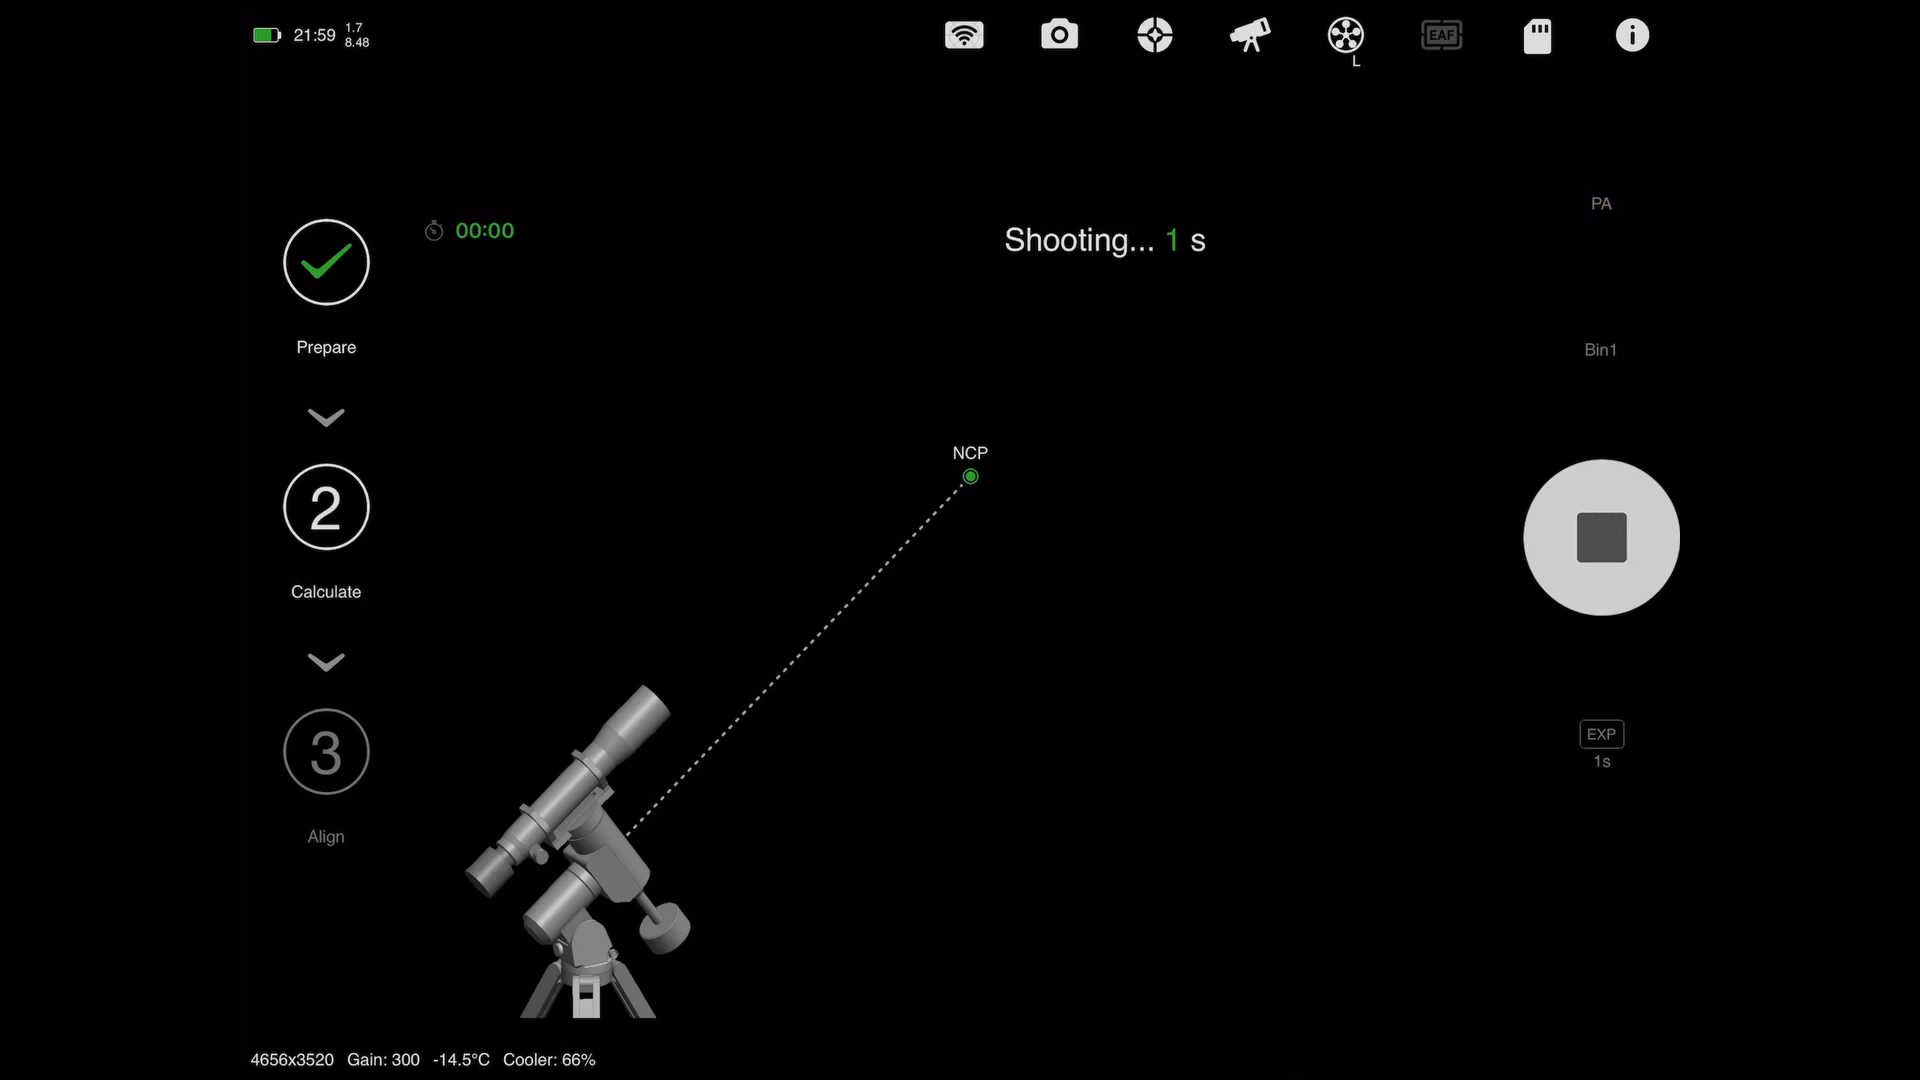 21:59
1.7
8.48
EAF
L
PA
00:00
Shooting... 1 s
Prepare
Bin1
NCP
2
Calculate
EXP
1s
3
Align
4656x3520 Gain: 300 -14.5°C Cooler: 66%